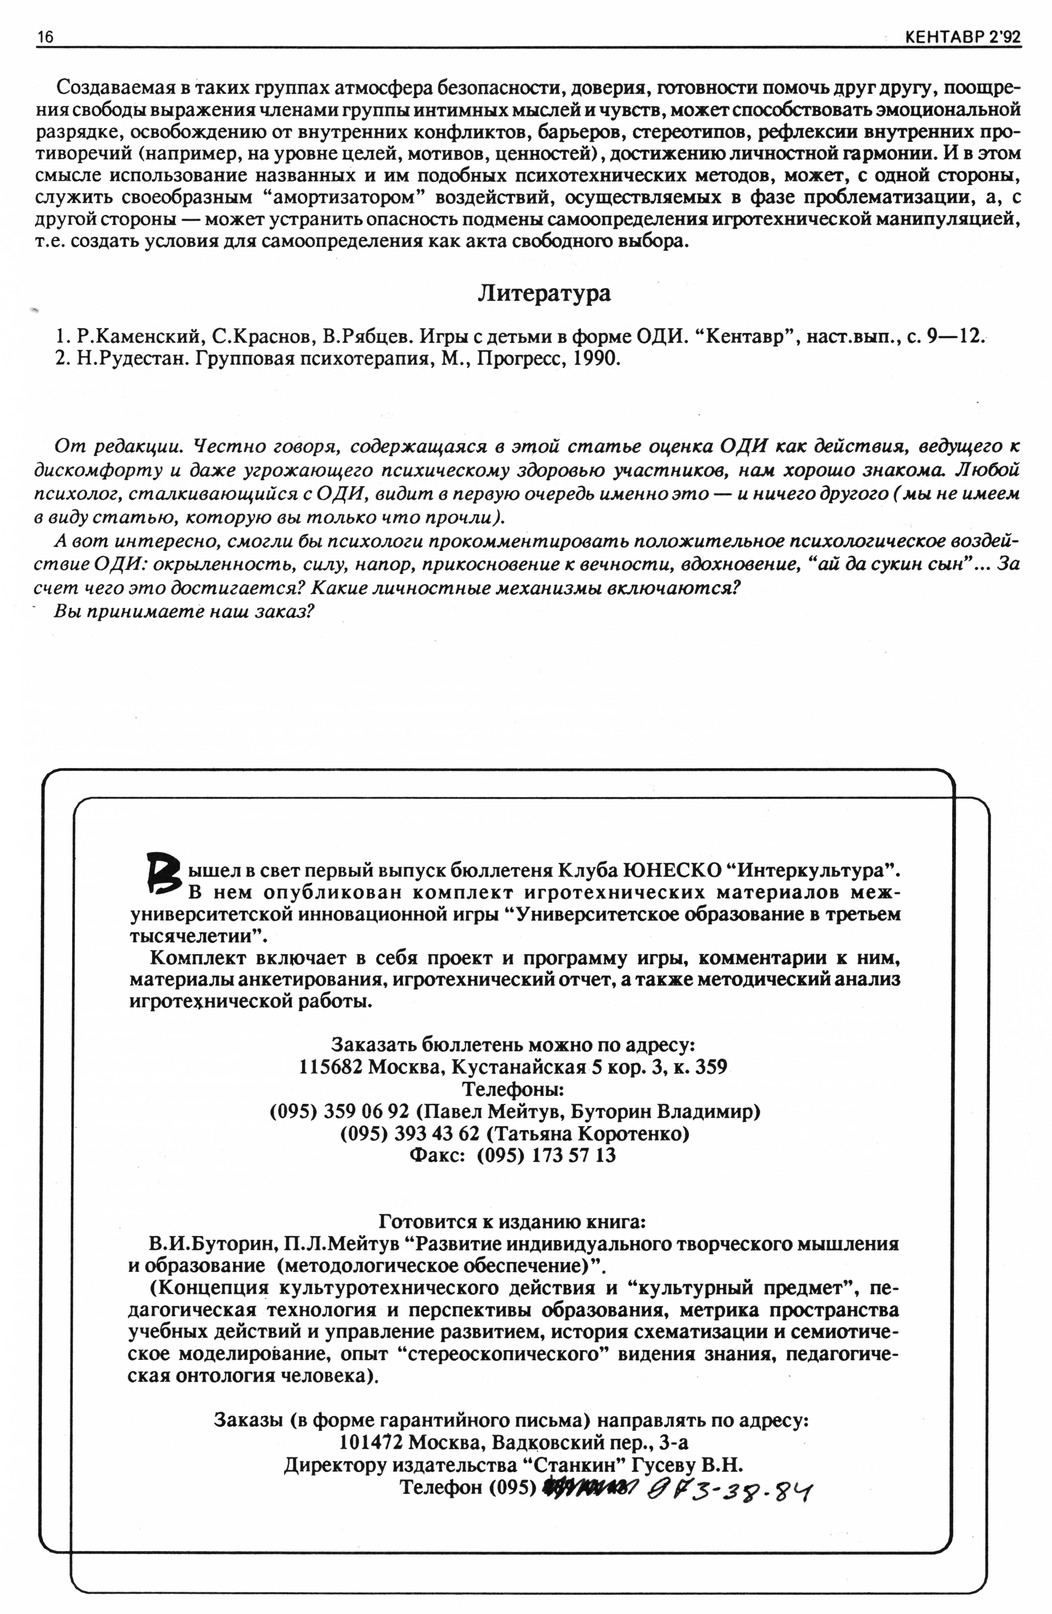 16
КЕНТАВР 2'92
Создаваемая в таких группах атмосфера безопасности, доверия, готовности помочь друг другу, поощре-
ния свободы выражения членами группы интимных мыслей и чувств, может способствовать эмоциональной
разрядке, освобождению от внутренних конфликтов, барьеров, стереотипов, рефлексии внутренних про-
тиворечий (например, на уровне целей, мотивов, ценностей), достижению личностной гармонии. И в этом
смысле использование названных и им подобных психотехнических методов, может, с одной стороны,
служить своеобразным “амортизатором” воздействий, осуществляемых в фазе проблематизации, а, с
другой стороны — может устранить опасность подмены самоопределения игротехнической манипуляцией,
т.е. создать условия для самоопределения как акта свободного выбора.
Литература
1. Р.Каменский, С.Краснов, В.Рябцев. Игры с детьми в форме ОДИ. “Кентавр”, наст.вып., с. 9—12.
2. Н.Рудестан. Групповая психотерапия, М., Прогресс, 1990.
От редакции. Честно говоря, содержащаяся в этой статье оценка ОДИ как действия, ведущего к
дискомфорту и даже угрожающего психическому здоровью участников, нам хорошо знакома. Любой
психолог, сталкивающийся с ОДИ, видит в первую очередь именно это — и ничего другого (мы не имеем
в виду статью, которую вы только что прочли).
А вот интересно, смогли бы психологи прокомментировать положительное психологическое воздей-
ствие ОДИ: окрыленность, силу, напор, прикосновение к вечности, вдохновение, “ай да сукин сын”... За
счет чего это достигается? Какие личностные механизмы включаются?
Вы принимаете наш заказ?
Вышел в свет первый выпуск бюллетеня Клуба ЮНЕСКО “Интеркультура”.
В нем опубликован комплект игротехнических материалов меж-
университетской инновационной игры “Университетское образование в третьем
тысячелетии”.
Комплект включает в себя проект и программу игры, комментарии к ним,
материалы анкетирования, игротехнический отчет, а также методический анализ
игротехнической работы.
Заказать бюллетень можно по адресу:
115682 Москва, Кустанайская 5 кор. 3, к. 359
Телефоны:
(095) 359 06 92 (Павел Мейтув, Буторин Владимир)
(095) 393 43 62 (Татьяна Коротенко)
Факс: (095) 173 57 13
Готовится к изданию книга:
В.И.Буторин, П.Л.Мейтув “Развитие индивидуального творческого мышления
и образование (методологическое обеспечение)”.
(Концепция культуротехнического действия и “культурный предмет”, пе-
дагогическая технология и перспективы образования, метрика пространства
учебных действий и управление развитием, история схематизации и семиотиче-
ское моделирование, опыт “стереоскопического” видения знания, педагогиче-
ская онтология человека).
Заказы (в форме гарантийного письма) направлять по адресу:
101472 Москва, Вадковский пер., 3-а
Директору издательства “Станкин” Гусеву В.Н.
Телефон (095)